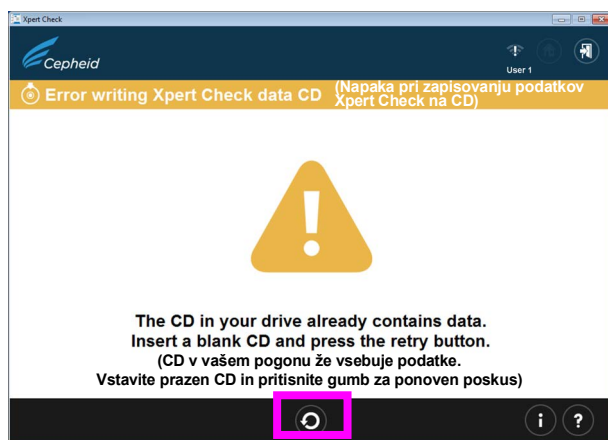 Xpert Check
Cepheid
User 1
Error writing Xpert Check data CD
(Napaka pri zapisovanju podatkov
Xpert Check na CD)
The CD in your drive already contains data.
Insert a blank CD and press the retry button.
(CD v vašem pogonu že vsebuje podatke.
Vstavite prazen CD in pritisnite gumb za ponoven poskus)
i ?